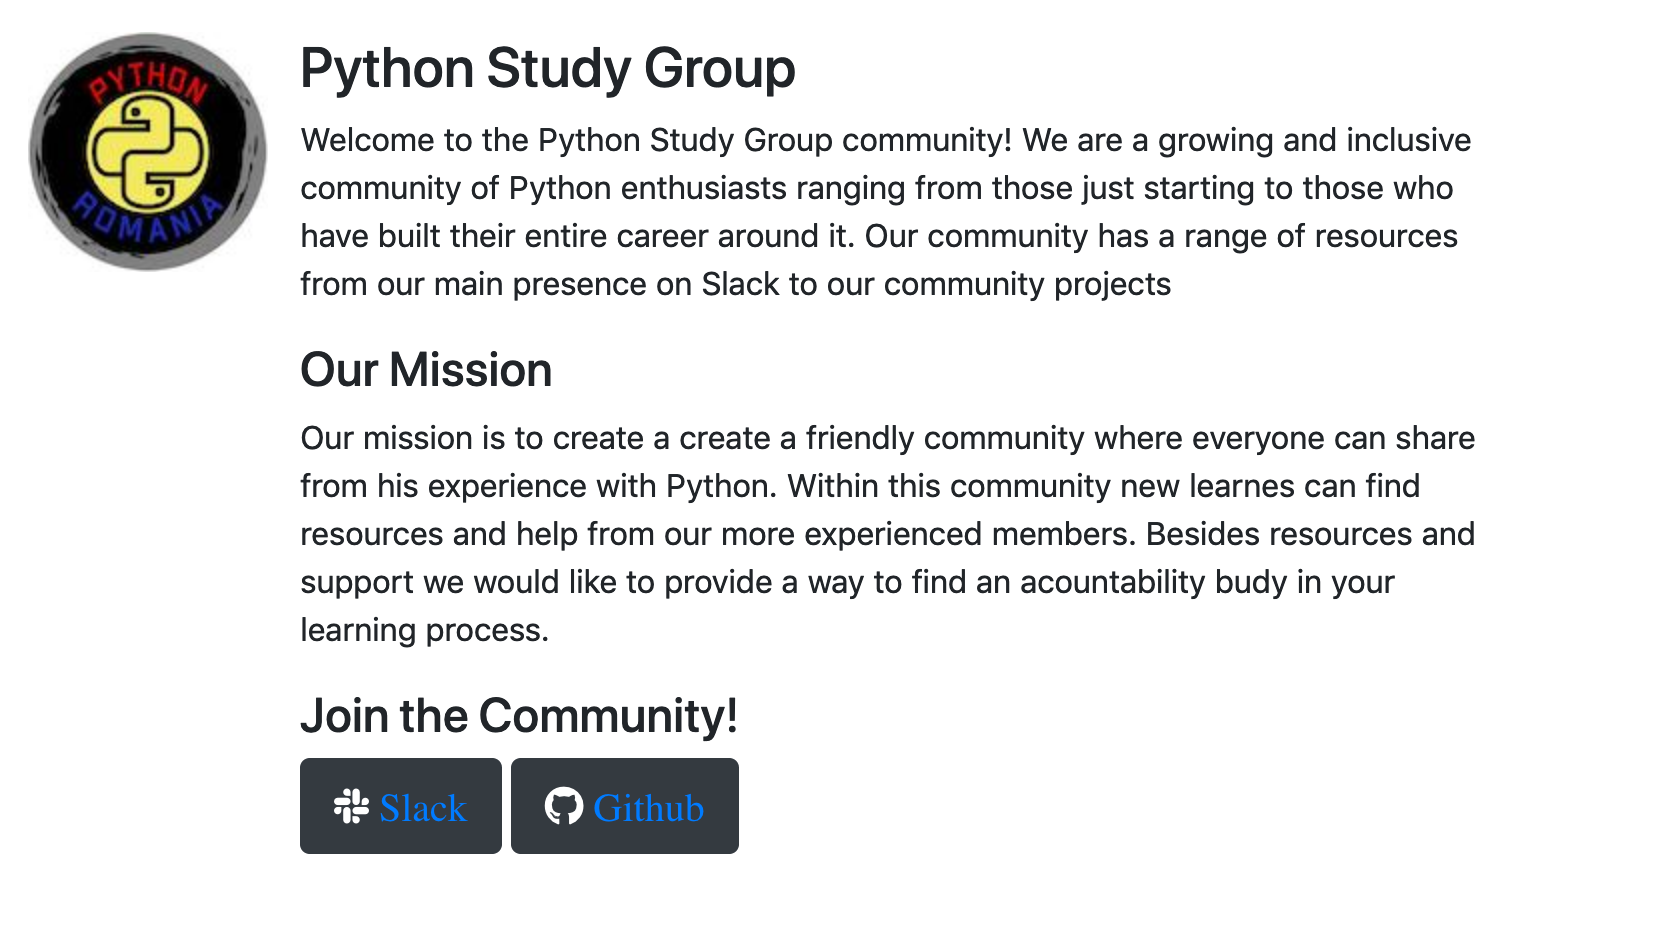 PYTHON
ROMANIA
Python Study Group
Welcome to the Python Study Group community! We are a growing and inclusive
community of Python enthusiasts ranging from those just starting to those who
have built their entire career around it. Our community has a range of resources
from our main presence on Slack to our community projects
Our Mission
Our mission is to create a create a friendly community where everyone can share
from his experience with Python. Within this community new learnes can find
resources and help from our more experienced members. Besides resources and
support we would like to provide a way to find an acountability budy in your
learning process.
Join the Community!
Slack
Github